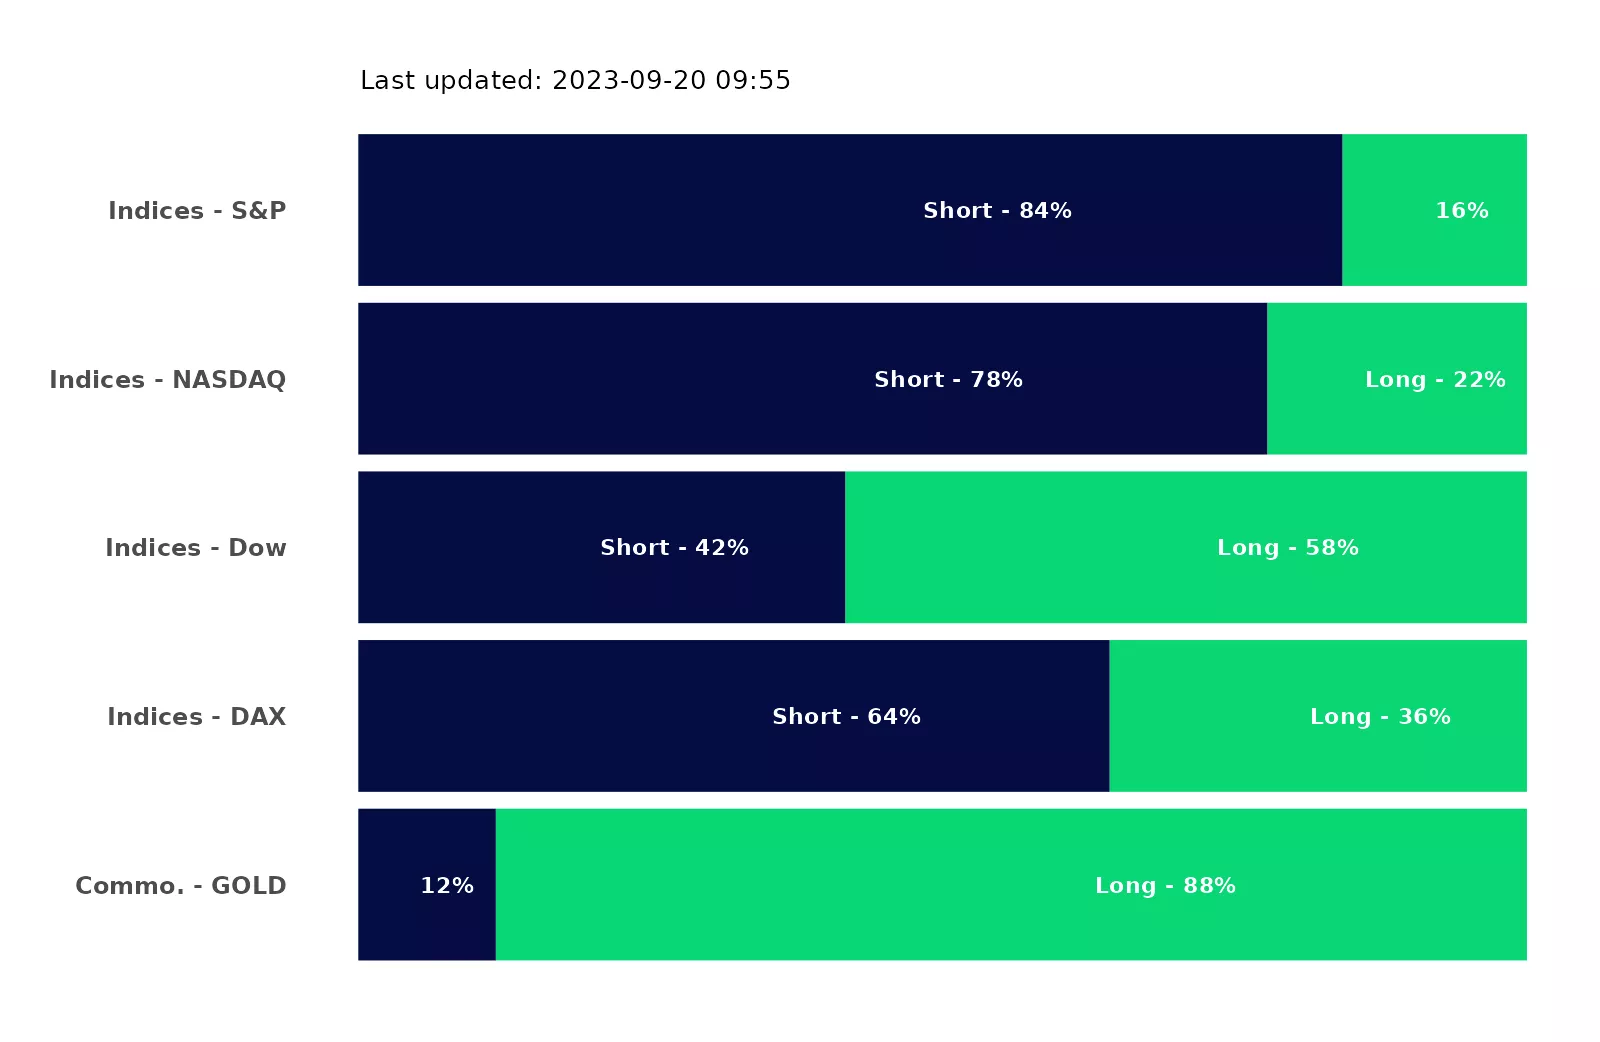 Last updated: 2023-09-20 09:55
Indices - S&P Short - 84% 16%
Indices - NASDAQ Short - 78% Long - 22%
Indices - Dow Short - 42% Long - 58%
Indices - DAX Short - 64% Long - 36%
Commo. - GOLD 12% Long - 88%